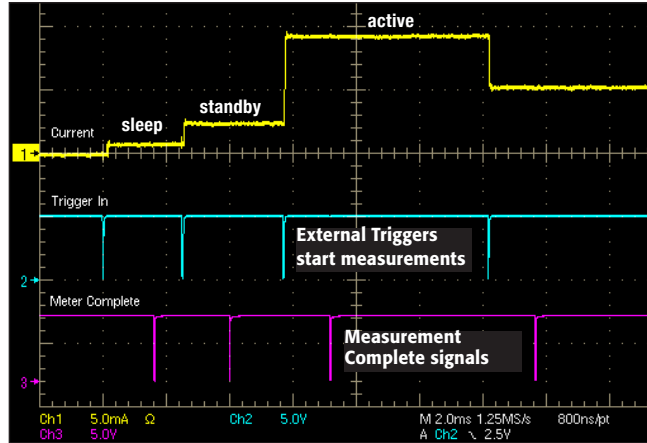 active
standby
sleep
Current
1
Trigger In
External Triggers
start measurements
2
Meter Complete
Measurement
Complete signals
3
Ch1 5.0mA Ω Ch2 5.0V M 2.0ms 1.25MS/s 800ns/pt
Ch3 5.0V A Ch2 ↘ 2.5V